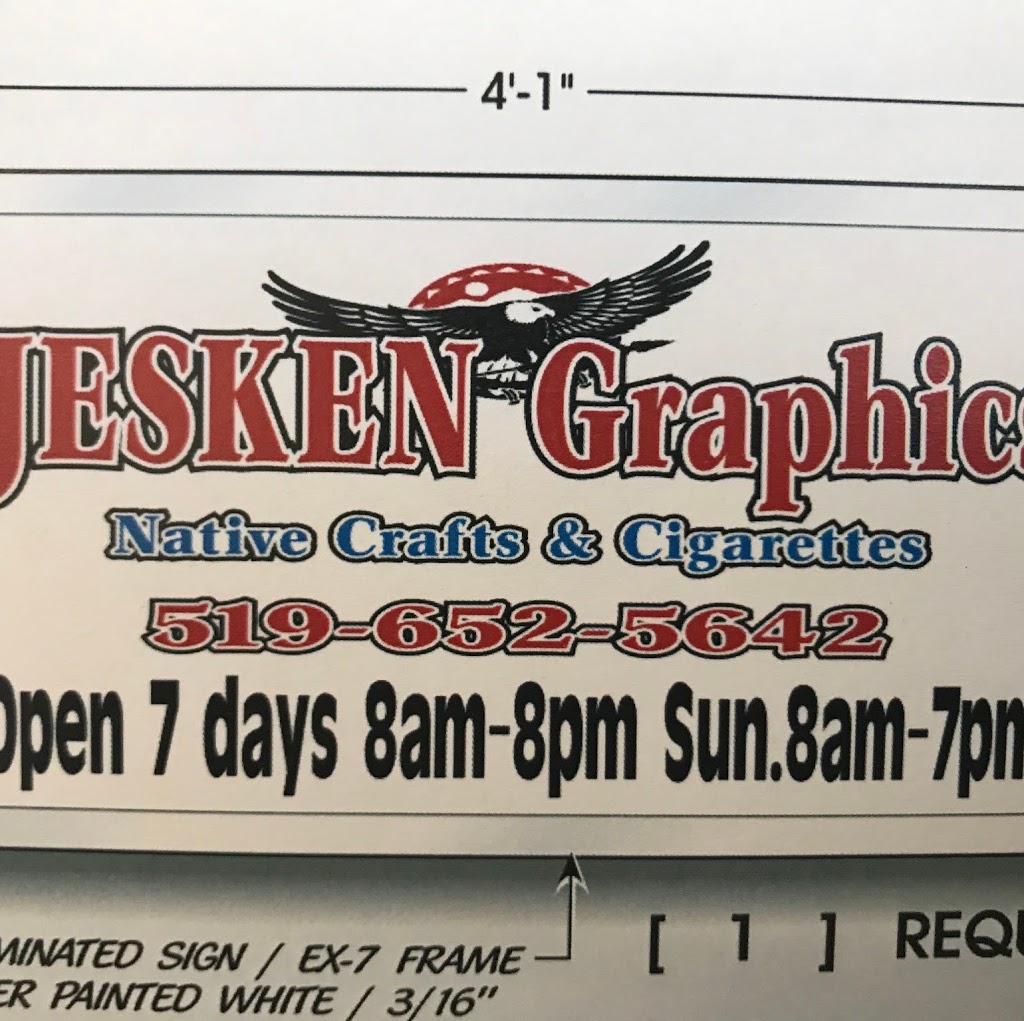 4'-1"
JESKEN Graphics
Native Crafts & Cigarettes
519-652-5642
Open 7 days 8am-8pm Sun.8am-7pm
MINATED SIGN / EX-7 FRAME
ER PAINTED WHITE / 3/16"
[ 1 ] REQU